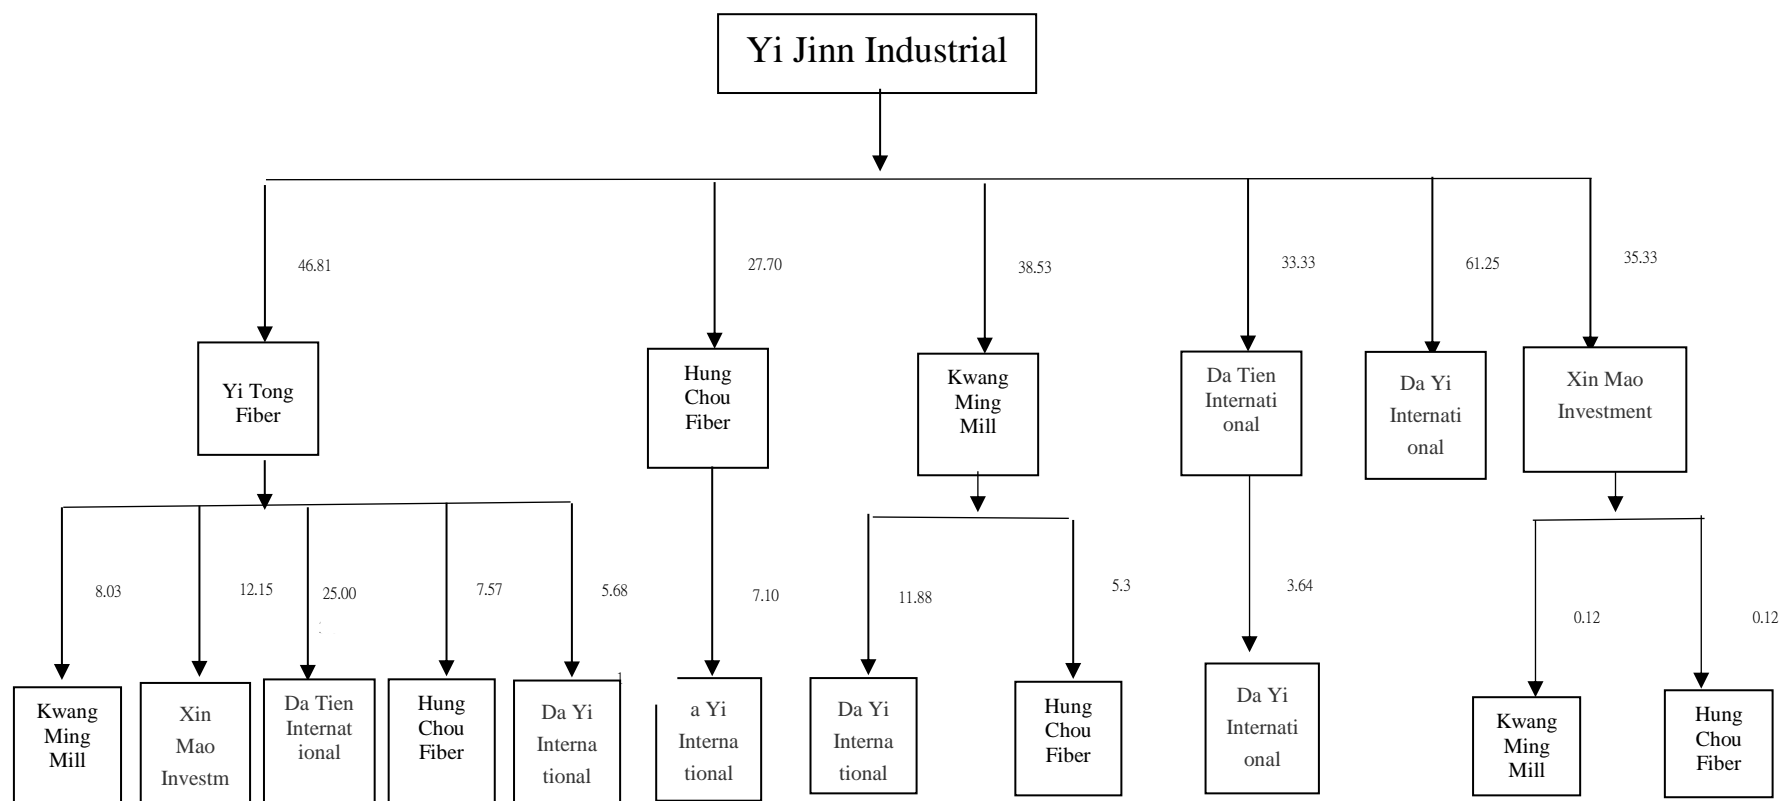 Yi Jinn Industrial
46.81
27.70
38.53
33.33
61.25
35.33
Yi Tong
Fiber
Hung
Chou
Fiber
Kwang
Ming
Mill
Da Tien
Internati
onal
Da Yi
Internati
onal
Xin Mao
Investment
8.03
12.15
25.00
7.57
5.68
7.10
11.88
5.3
3.64
0.12
0.12
Kwang
Ming
Mill
Xin
Mao
Investm
Da Tien
Internat
ional
Hung
Chou
Fiber
Da Yi
Interna
tional
a Yi
Interna
tional
Da Yi
Interna
tional
Hung
Chou
Fiber
Da Yi
Internati
onal
Kwang
Ming
Mill
Hung
Chou
Fiber